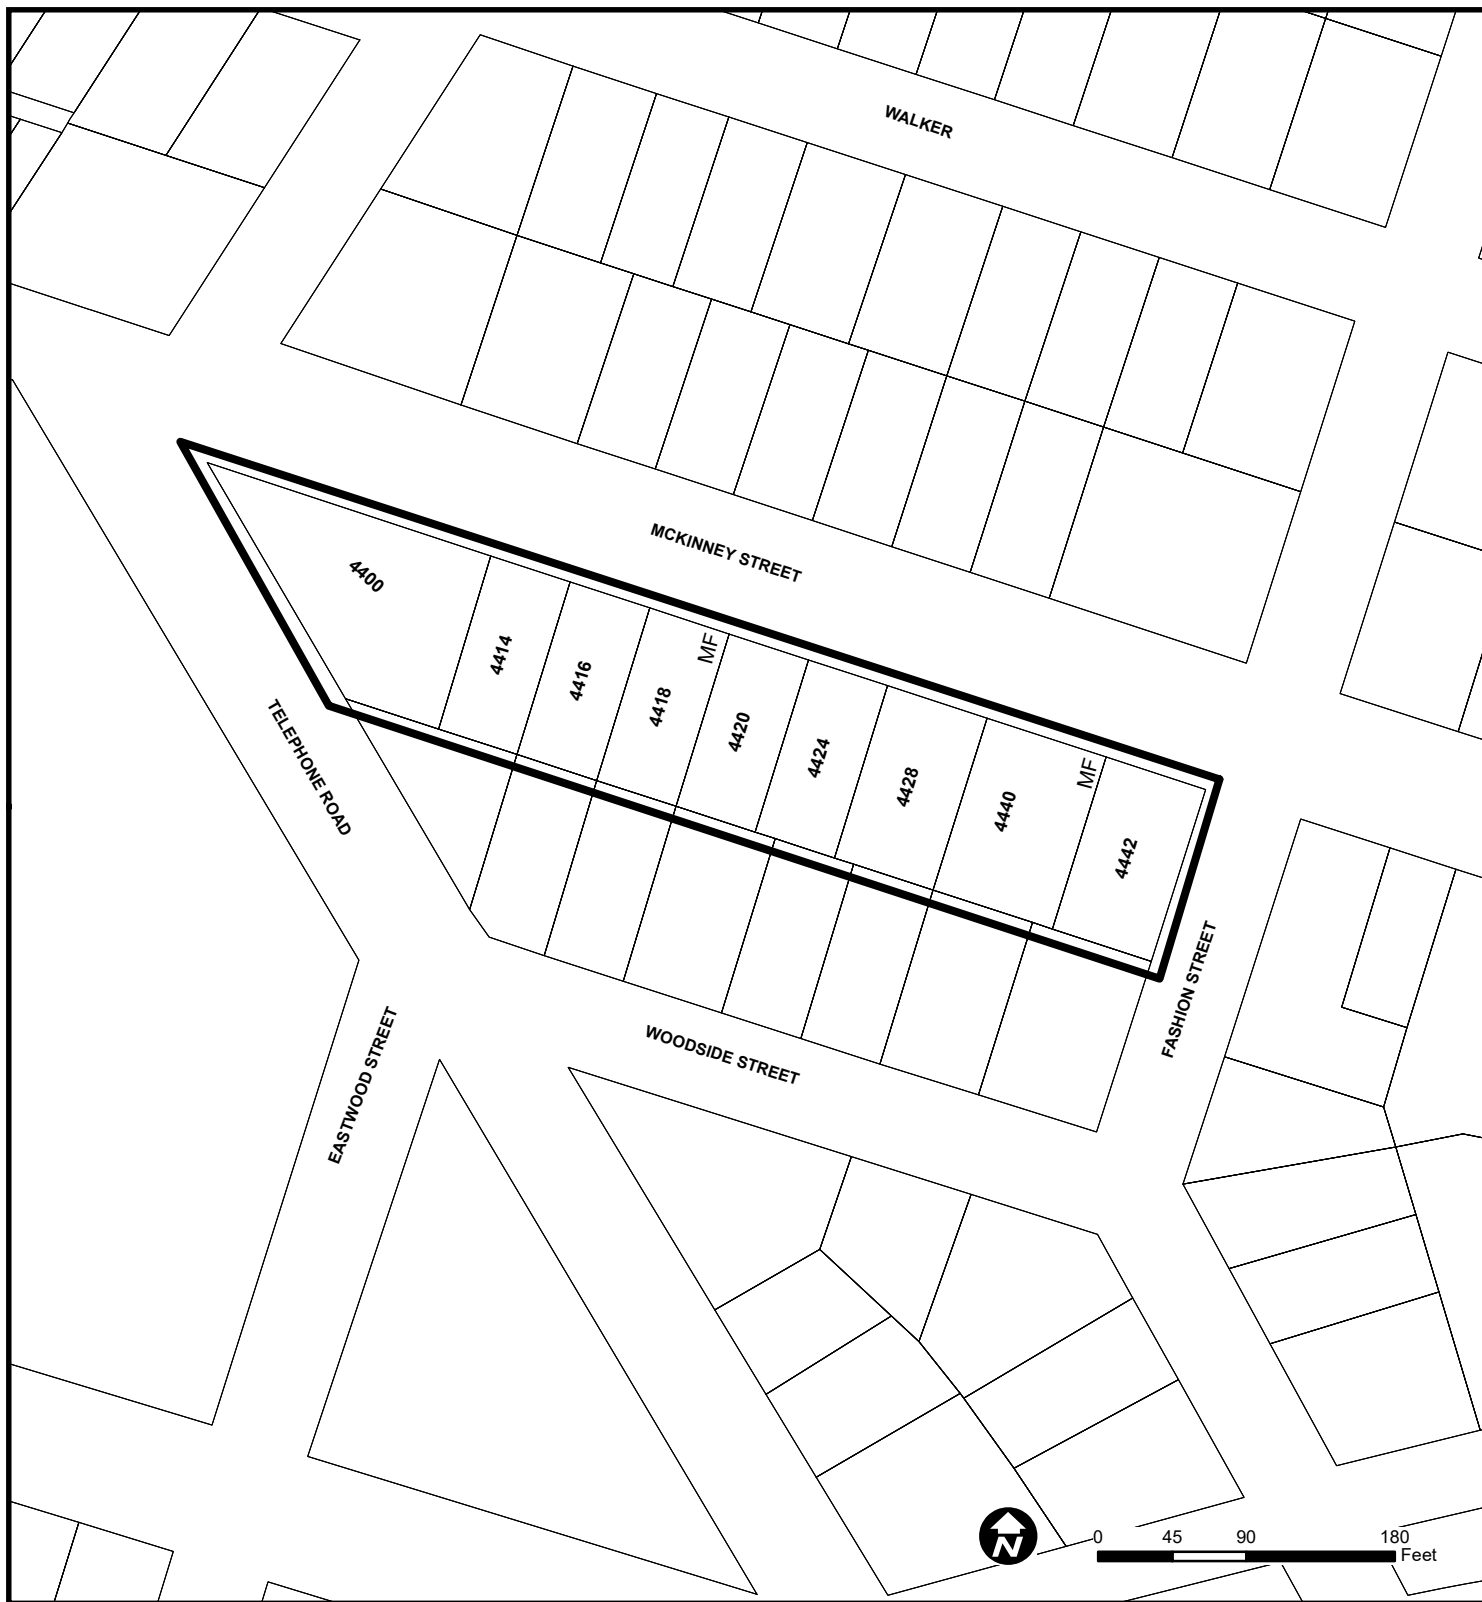 WALKER
MCKINNEY STREET
4400
4414
4416
4418
MF
4420
4424
4428
4440
MF
4442
TELEPHONE ROAD
FASHION STREET
EASTWOOD STREET
WOODSIDE STREET
N
0 45 90 180
Feet